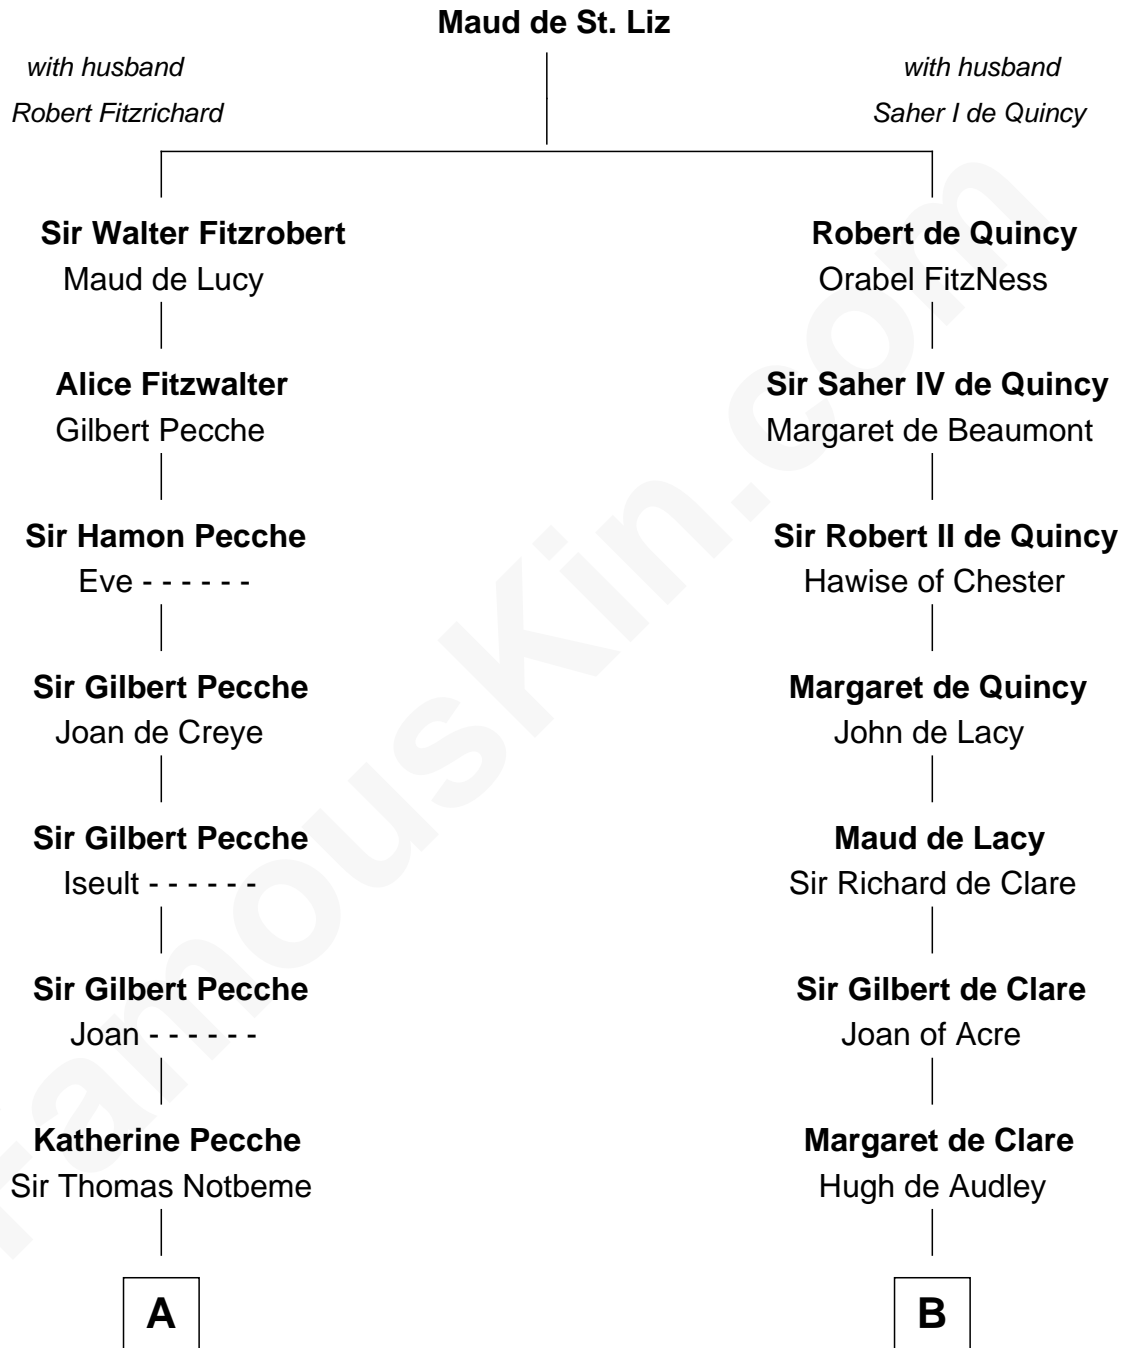 Maud de St. Liz
with husband
Robert Fitzrichard
with husband
Saher I de Quincy
Sir Walter Fitzrobert
Maud de Lucy
Robert de Quincy
Orabel FitzNess
Alice Fitzwalter
Gilbert Pecche
Sir Saher IV de Quincy
Margaret de Beaumont
Sir Hamon Pecche
Eve - - - - - -
Sir Robert II de Quincy
Hawise of Chester
Sir Gilbert Pecche
Joan de Creye
Margaret de Quincy
John de Lacy
Sir Gilbert Pecche
Iseult - - - - - -
Maud de Lacy
Sir Richard de Clare
Sir Gilbert Pecche
Joan - - - - - -
Sir Gilbert de Clare
Joan of Acre
Katherine Pecche
Sir Thomas Notbeme
Margaret de Clare
Hugh de Audley
A
B
FamousKin.com